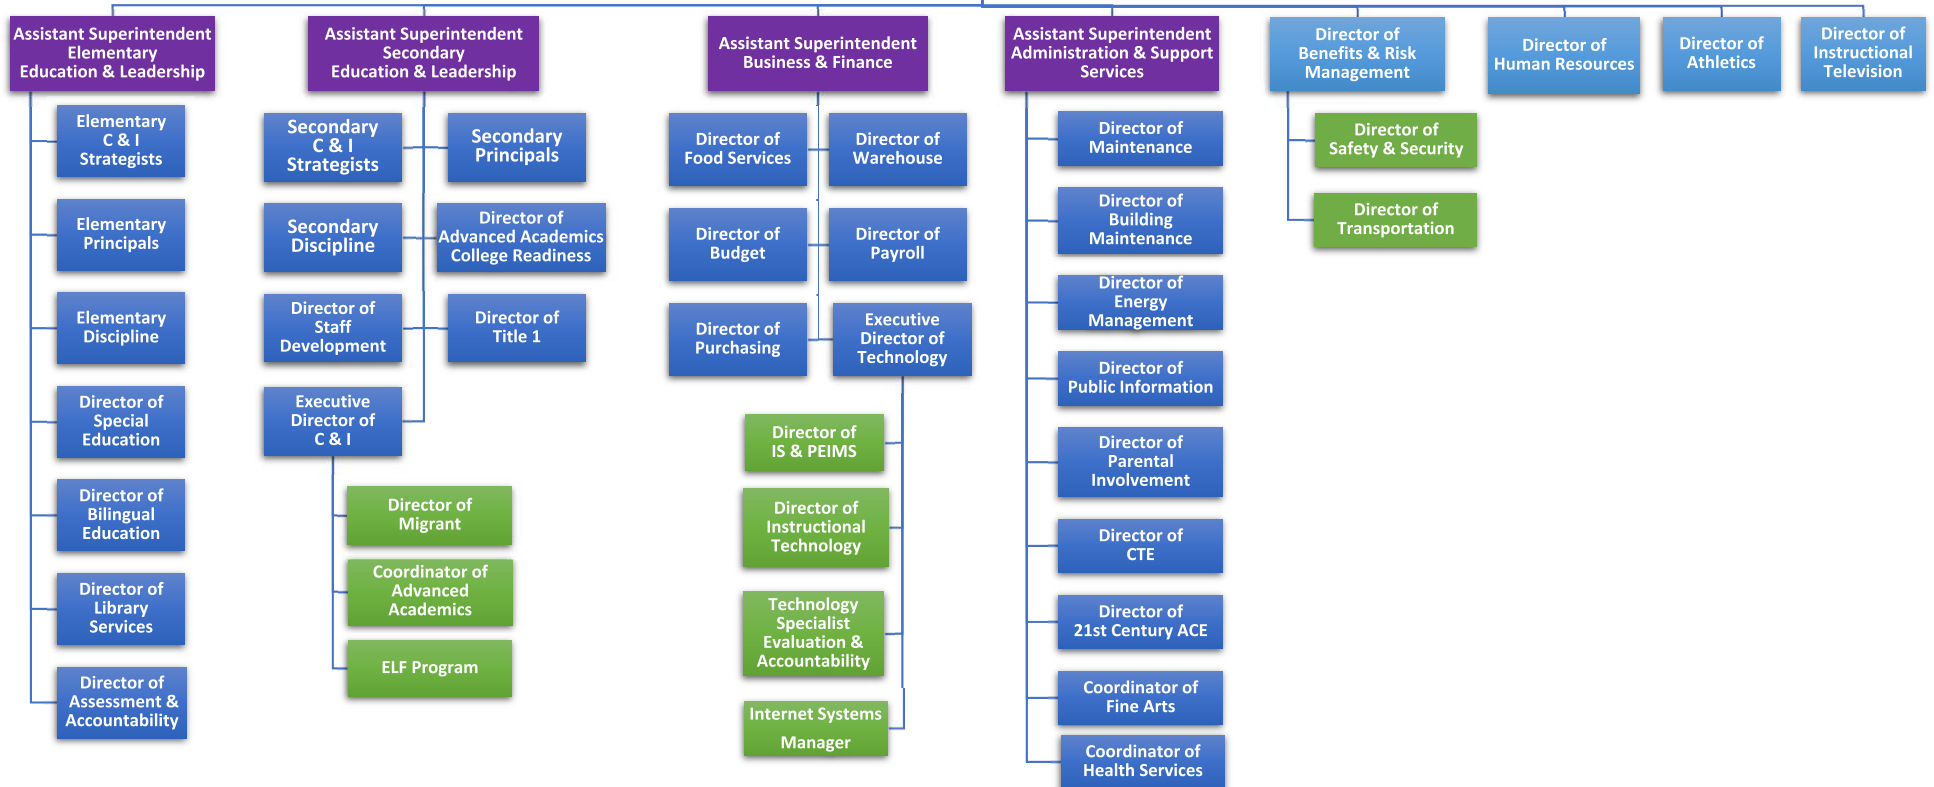 Assistant Superintendent
Elementary
Education & Leadership
Elementary
C & I
Strategists
Elementary
Principals
Elementary
Discipline
Director of
Special
Education
Director of
Bilingual
Education
Director of
Library
Services
Director of
Assessment &
Accountability
Assistant Superintendent
Secondary
Education & Leadership
Secondary
C & I
Strategists
Secondary
Principals
Secondary
Discipline
Director of
Advanced Academics
College Readiness
Director of
Staff
Development
Director of
Title 1
Executive
Director of
C & I
Director of
Migrant
Coordinator of
Advanced
Academics
ELF Program
Assistant Superintendent
Business & Finance
Director of
Food Services
Director of
Warehouse
Director of
Budget
Director of
Payroll
Director of
Purchasing
Executive
Director of
Technology
Director of
IS & PEIMS
Director of
Instructional
Technology
Technology
Specialist
Evaluation &
Accountability
Internet Systems
Manager
Assistant Superintendent
Administration & Support
Services
Director of
Maintenance
Director of
Building
Maintenance
Director of
Energy
Management
Director of
Public Information
Director of
Parental
Involvement
Director of
CTE
Director of
21st Century ACE
Coordinator of
Fine Arts
Coordinator of
Health Services
Director of
Benefits & Risk
Management
Director of
Safety & Security
Director of
Transportation
Director of
Human Resources
Director of
Athletics
Director of
Instructional
Television